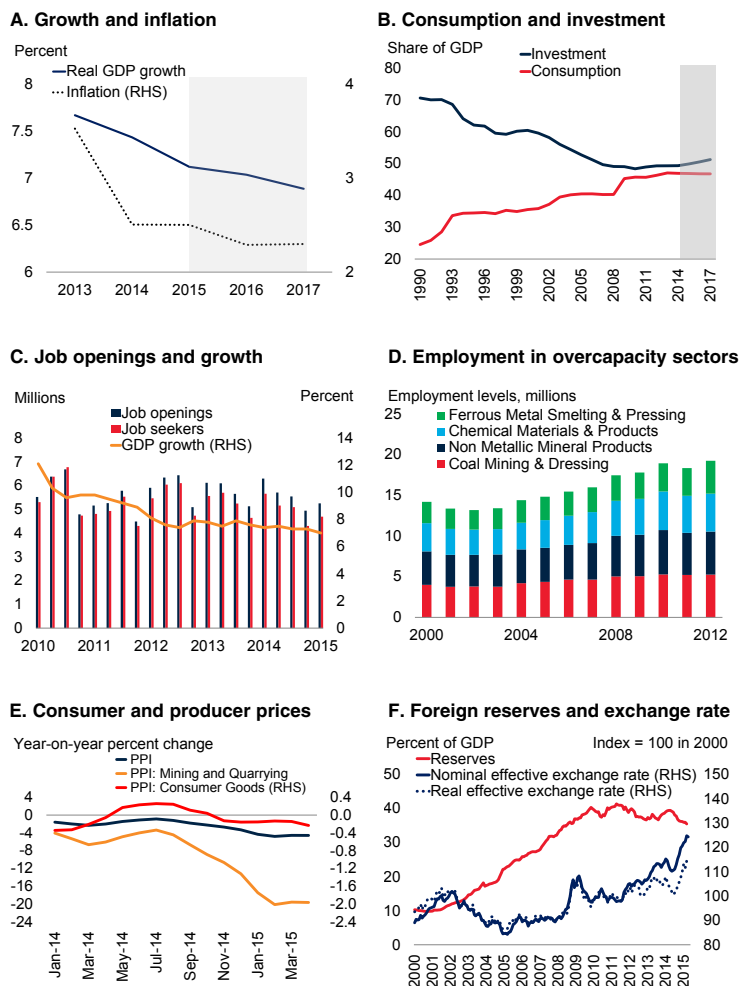 A. Growth and inflation
Percent
Real GDP growth
Inflation (RHS)
8
7.5
7
6.5
6
4
3
2
2013 2014 2015 2016 2017
B. Consumption and investment
Share of GDP
Investment
Consumption
80
70
60
50
40
30
20
1990 1993 1996 1999 2002 2005 2008 2011 2014 2017
C. Job openings and growth
Millions Percent
Job openings
Job seekers
GDP growth (RHS)
8
7
6
5
4
3
2
1
0
14
12
10
8
6
4
2
0
2010 2011 2012 2013 2014 2015
D. Employment in overcapacity sectors
Employment levels, millions
Ferrous Metal Smelting & Pressing
Chemical Materials & Products
Non Metallic Mineral Products
Coal Mining & Dressing
25
20
15
10
5
0
2000 2004 2008 2012
E. Consumer and producer prices
Year-on-year percent change
PPI
PPI: Mining and Quarrying
PPI: Consumer Goods (RHS)
4
0
-4
-8
-12
-16
-20
-24
0.4
0.0
-0.4
-0.8
-1.2
-1.6
-2.0
-2.4
Jan-14 Mar-14 May-14 Jul-14 Sep-14 Nov-14 Jan-15 Mar-15
F. Foreign reserves and exchange rate
Percent of GDP Index = 100 in 2000
Reserves
Nominal effective exchange rate (RHS)
Real effective exchange rate (RHS)
50
40
30
20
10
0
150
140
130
120
110
100
90
80
2000 2001 2002 2003 2004 2005 2006 2007 2008 2009 2010 2011 2012 2013 2014 2015